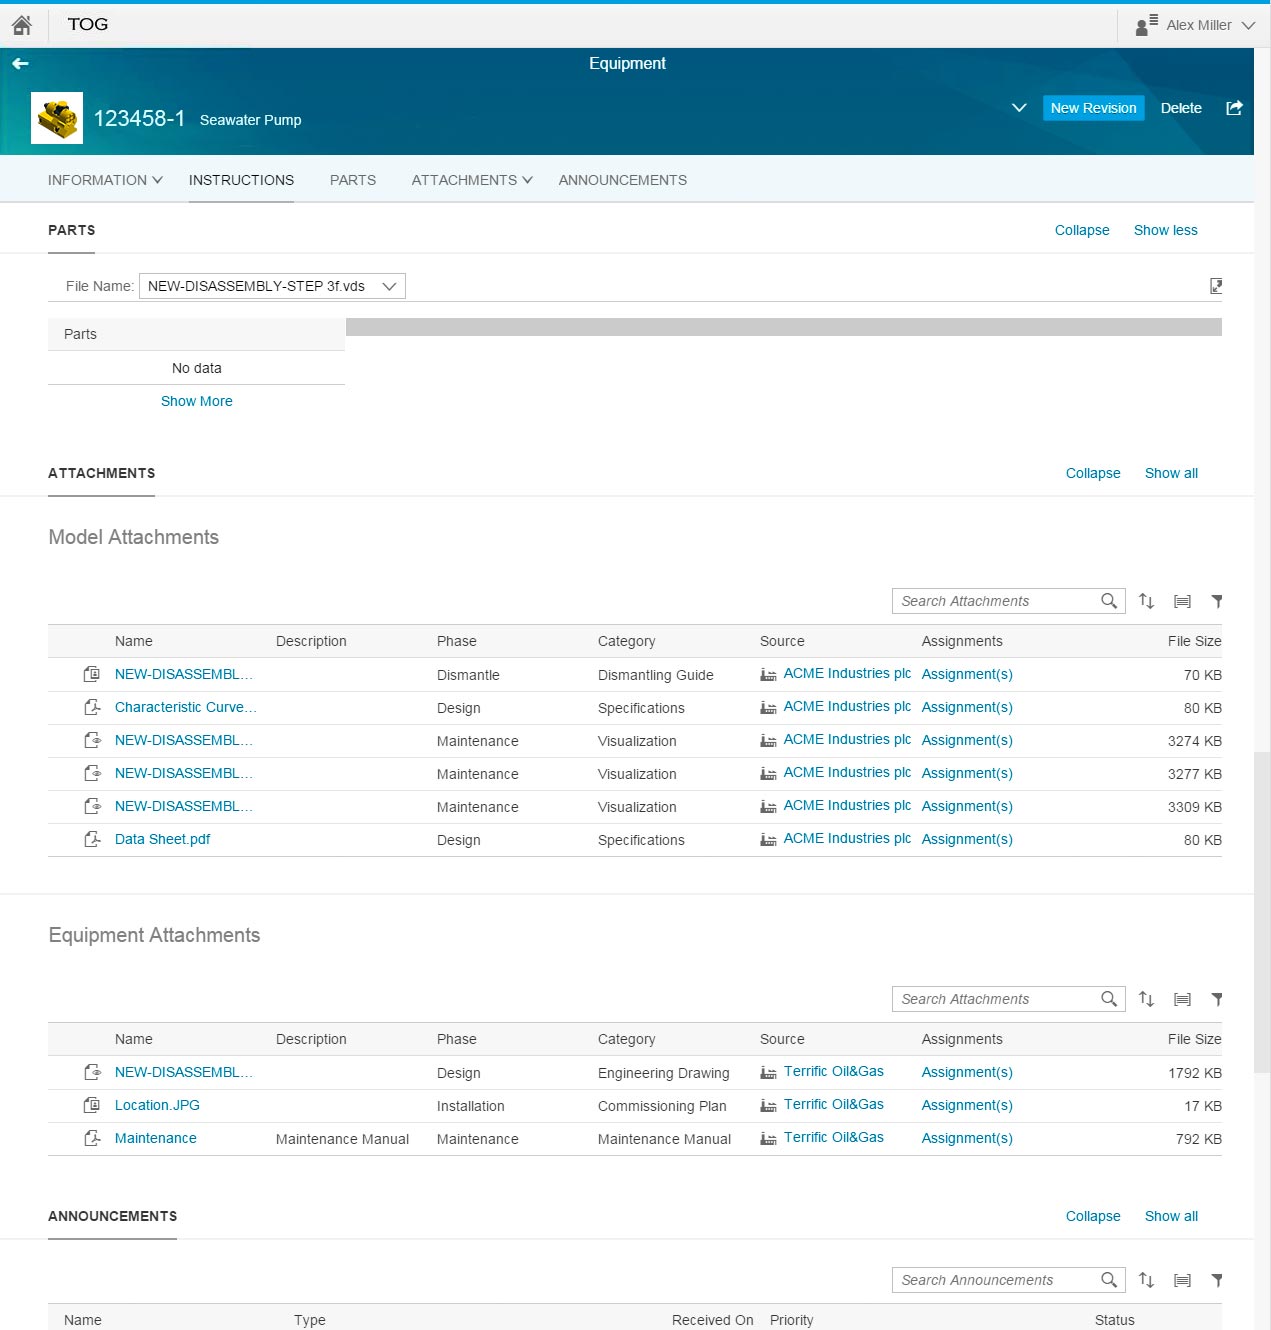 TOG
Alex Miller
Equipment
123458-1 Seawater Pump
New Revision Delete
INFORMATION INSTRUCTIONS PARTS ATTACHMENTS ANNOUNCEMENTS
PARTS Collapse Show less
File Name: NEW-DISASSEMBLY-STEP 3f.vds
Parts
No data
Show More
ATTACHMENTS Collapse Show all
Model Attachments
Search Attachments
Name Description Phase Category Source Assignments File Size
NEW-DISASSEMBL... Dismantle Dismantling Guide ACME Industries plc Assignment(s) 70 KB
Characteristic Curve... Design Specifications ACME Industries plc Assignment(s) 80 KB
NEW-DISASSEMBL... Maintenance Visualization ACME Industries plc Assignment(s) 3274 KB
NEW-DISASSEMBL... Maintenance Visualization ACME Industries plc Assignment(s) 3277 KB
NEW-DISASSEMBL... Maintenance Visualization ACME Industries plc Assignment(s) 3309 KB
Data Sheet.pdf Design Specifications ACME Industries plc Assignment(s) 80 KB
Equipment Attachments
Search Attachments
Name Description Phase Category Source Assignments File Size
NEW-DISASSEMBL... Design Engineering Drawing Terrific Oil&Gas Assignment(s) 1792 KB
Location.JPG Installation Commissioning Plan Terrific Oil&Gas Assignment(s) 17 KB
Maintenance Maintenance Manual Maintenance Maintenance Manual Terrific Oil&Gas Assignment(s) 792 KB
ANNOUNCEMENTS Collapse Show all
Search Announcements
Name Type Received On Priority Status